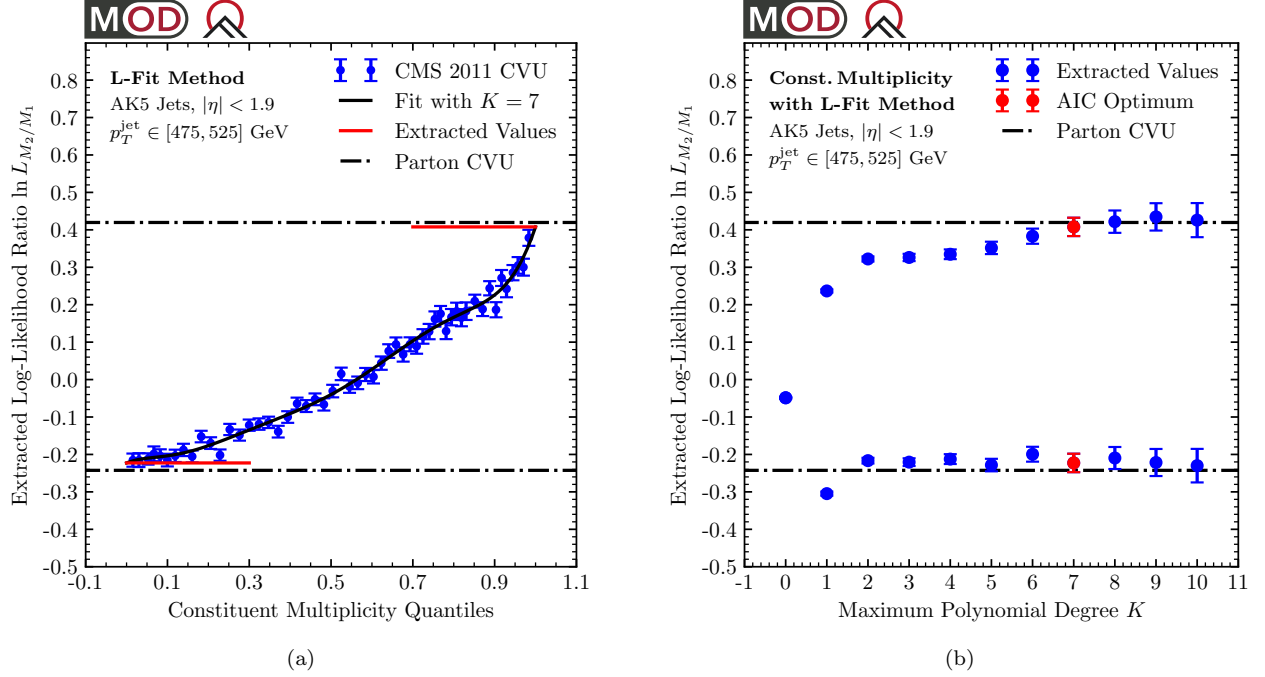 MOD
L-Fit Method
AK5 Jets, |η| < 1.9
p_T^jet ∈ [475, 525] GeV
CMS 2011 CVU
Fit with K = 7
Extracted Values
Parton CVU
0.8
0.7
0.6
0.5
0.4
0.3
0.2
0.1
0.0
-0.1
-0.2
-0.3
-0.4
-0.5
Extracted Log-Likelihood Ratio ln L_{M_2/M_1}
-0.1 0.1 0.3 0.5 0.7 0.9 1.1
Constituent Multiplicity Quantiles
(a)
MOD
Const. Multiplicity
with L-Fit Method
AK5 Jets, |η| < 1.9
p_T^jet ∈ [475, 525] GeV
Extracted Values
AIC Optimum
Parton CVU
0.8
0.7
0.6
0.5
0.4
0.3
0.2
0.1
0.0
-0.1
-0.2
-0.3
-0.4
-0.5
Extracted Log-Likelihood Ratio ln L_{M_2/M_1}
-1 0 1 2 3 4 5 6 7 8 9 10 11
Maximum Polynomial Degree K
(b)